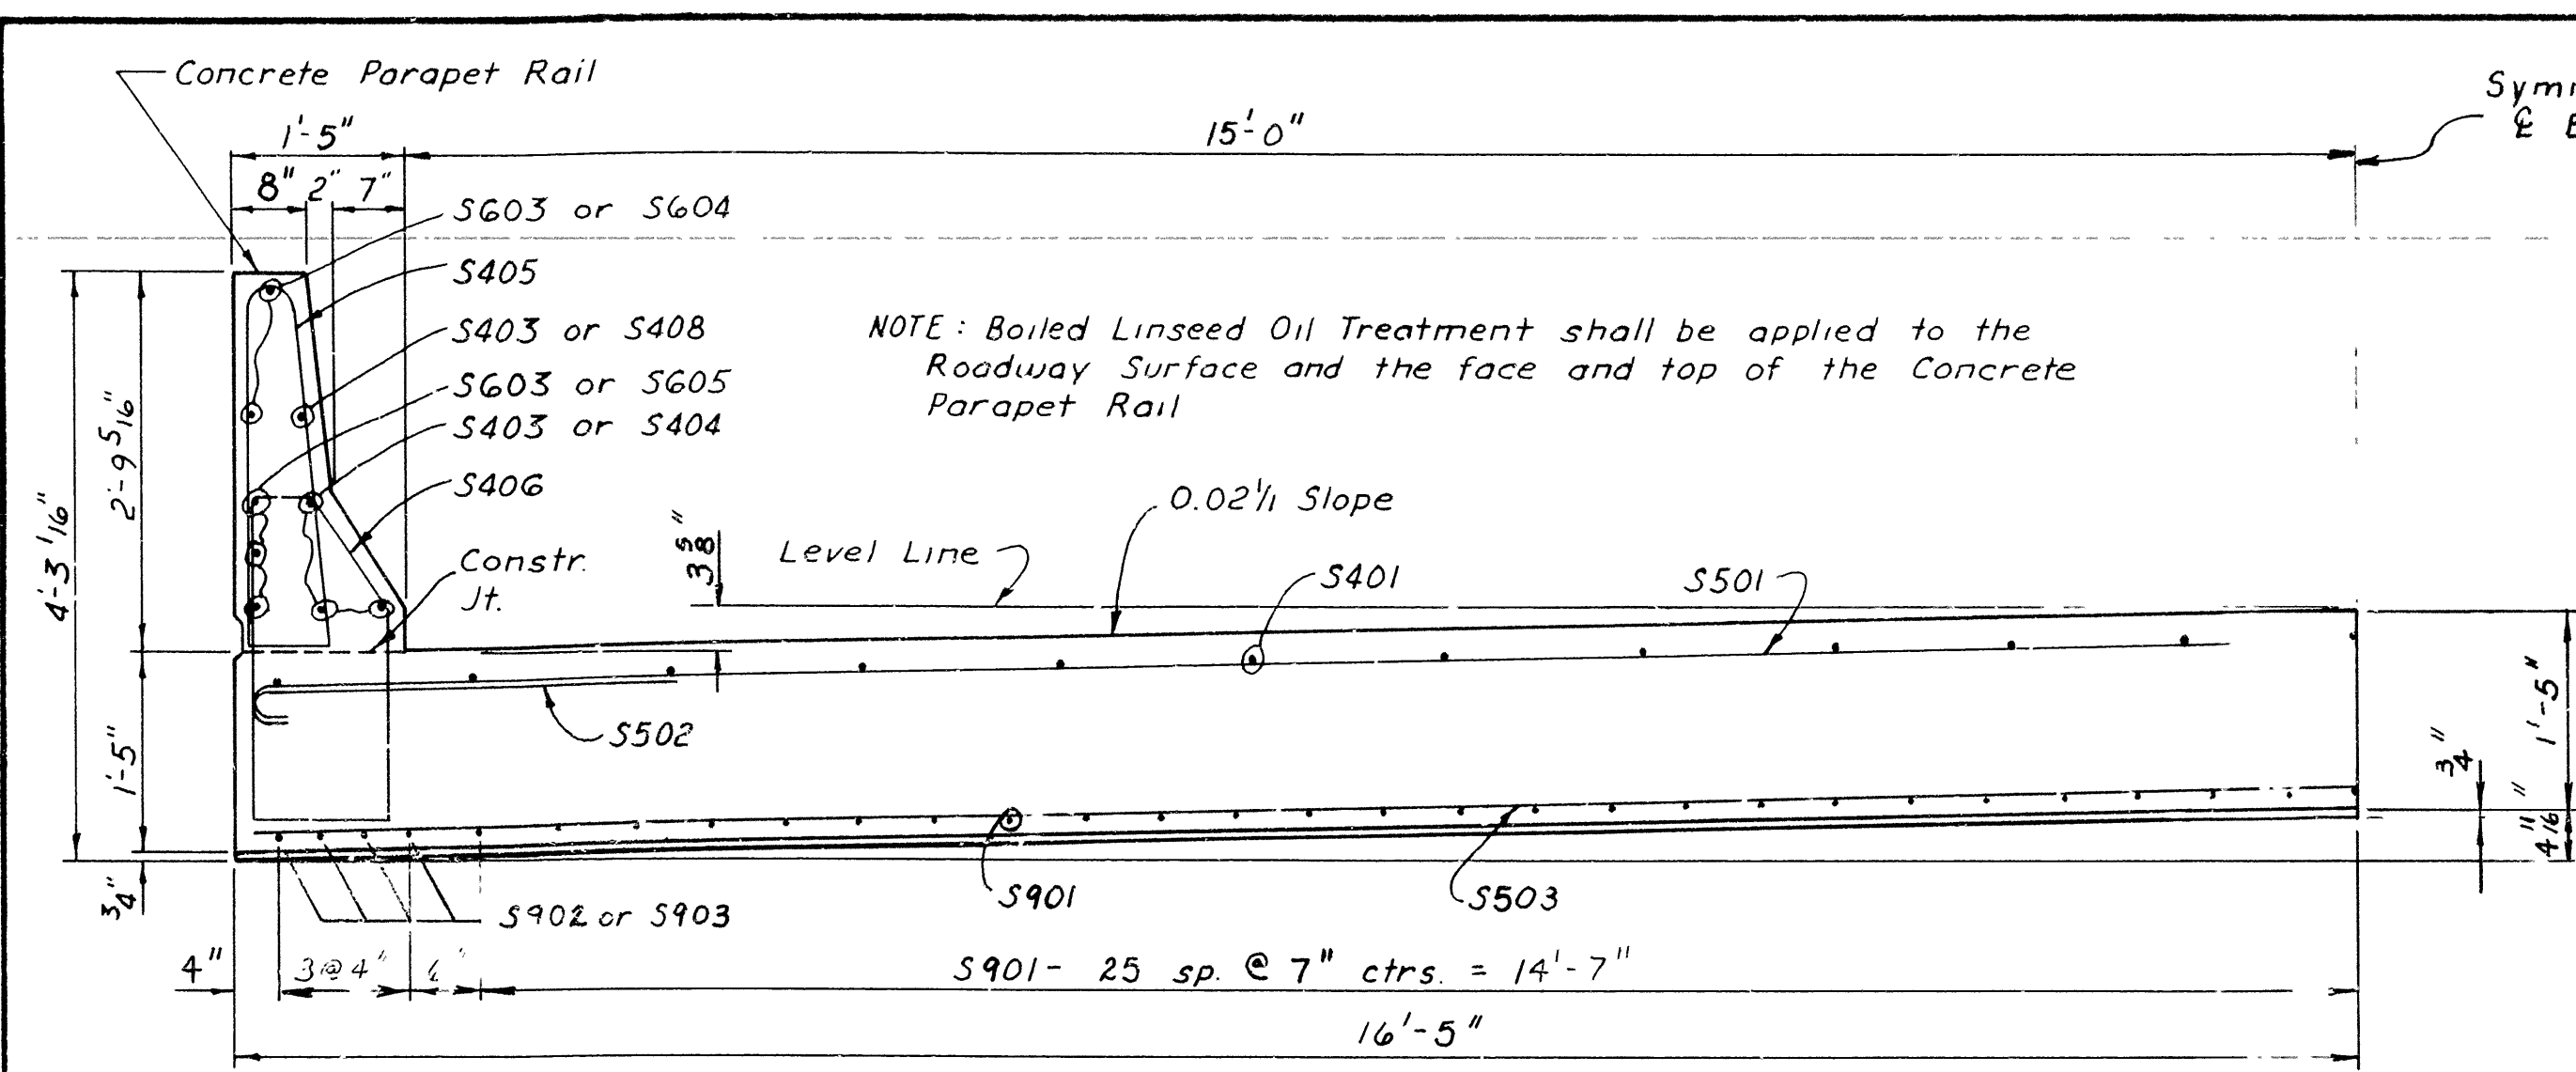 Concrete Parapet Rail
1'-5"
15'-0"
℄
8" 2" 7"
S603 or S604
S405
S403 or S408
S603 or S605
S403 or S404
S406
NOTE: Boiled Linseed Oil Treatment shall be applied to the
Roadway Surface and the face and top of the Concrete
Parapet Rail
2'-9 5/16"
4'-3 1/16"
1'-5"
3/4"
Constr.
Jt.
3 5/8"
Level Line
0.02'/1 Slope
S401
S501
S502
S901
S503
S902 or S903
3/4"
1'-5"
4 11/16"
4"
3@4"
S901- 25 sp. @ 7" ctrs. = 14'-7"
16'-5"